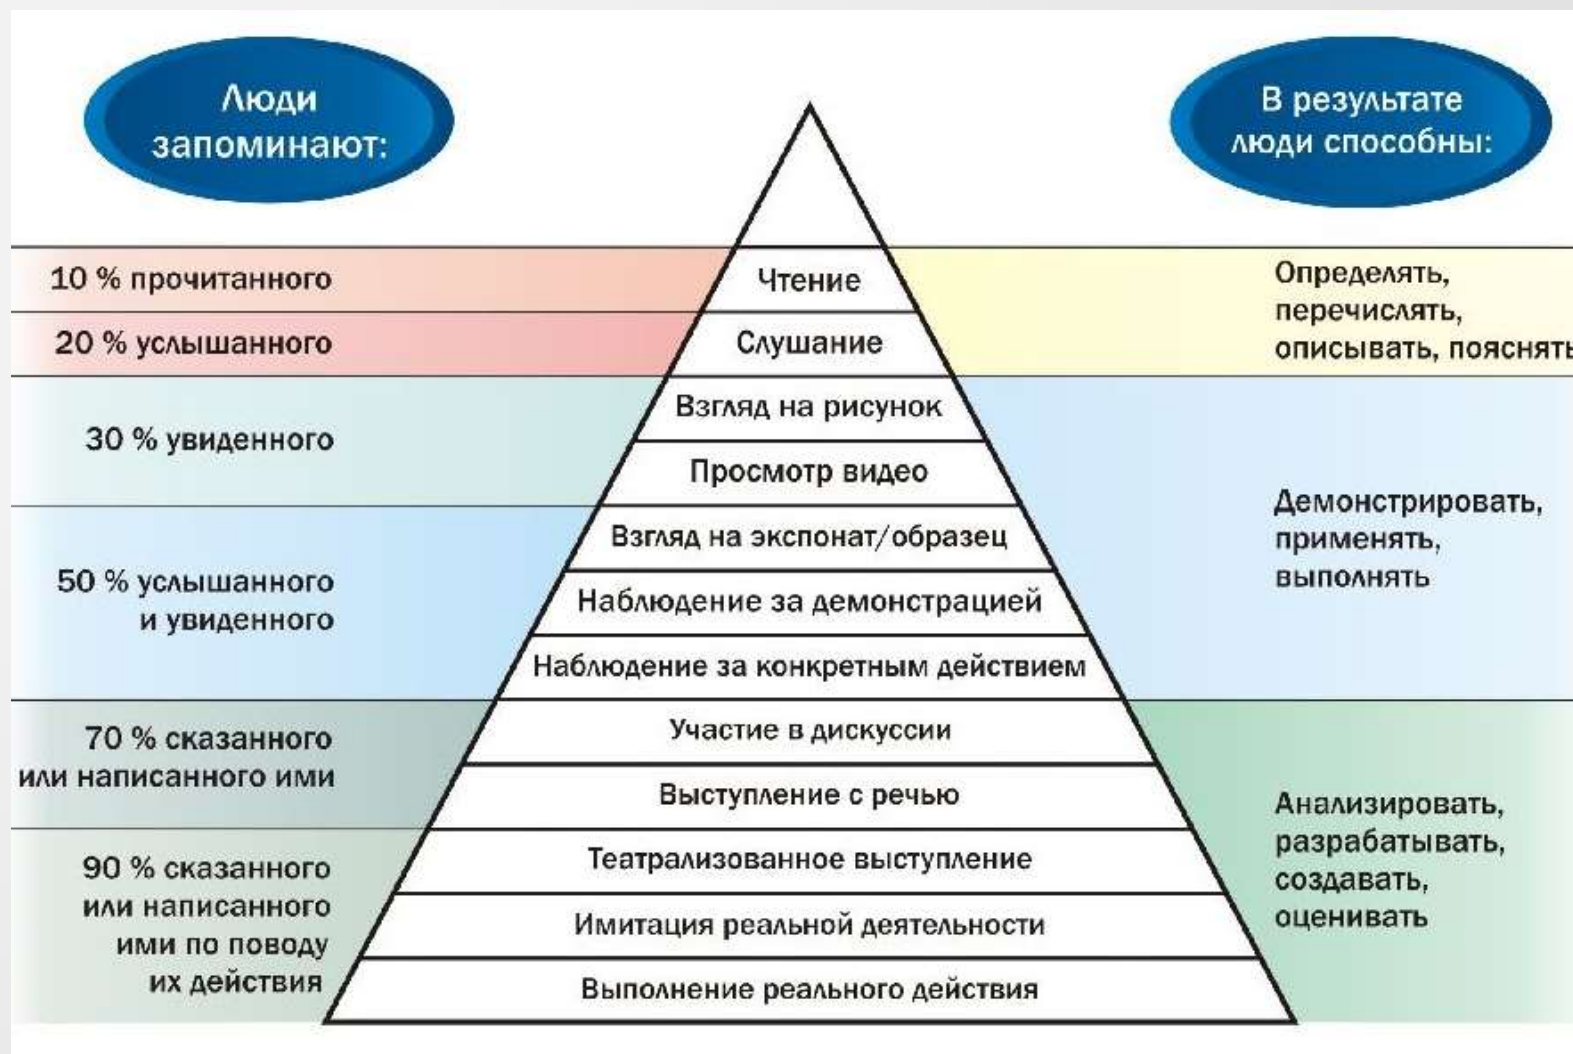 Люди
запоминают:
В результате
люди способны:
10 % прочитанного
20 % услышанного
30 % увиденного
50 % услышанного
и увиденного
70 % сказанного
или написанного ими
90 % сказанного
или написанного
ими по поводу
их действия
Чтение
Слушание
Взгляд на рисунок
Просмотр видео
Взгляд на экспонат/образец
Наблюдение за демонстрацией
Наблюдение за конкретным действием
Участие в дискуссии
Выступление с речью
Театрализованное выступление
Имитация реальной деятельности
Выполнение реального действия
Определять,
перечислять,
описывать, пояснять
Демонстрировать,
применять,
выполнять
Анализировать,
разрабатывать,
создавать,
оценивать